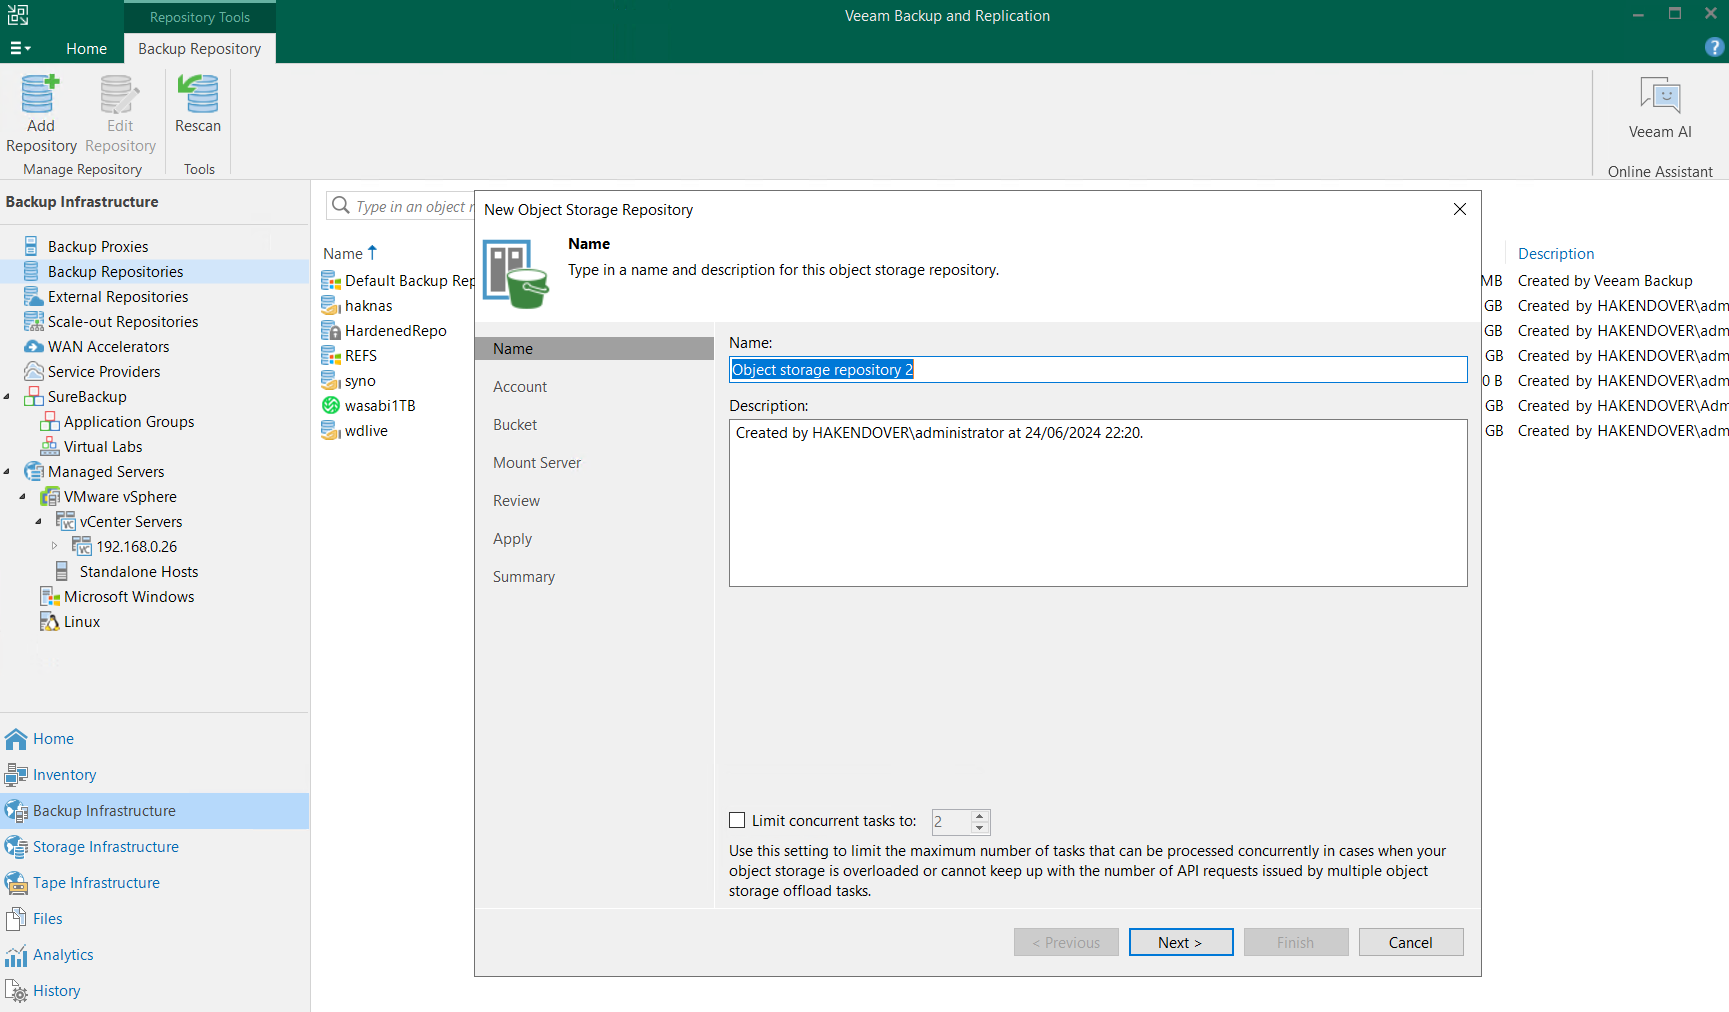 Repository Tools
Veeam Backup and Replication
Home
Backup Repository
?
Add
Repository
Edit
Repository
Rescan
Manage Repository
Tools
Veeam AI
Online Assistant
Backup Infrastructure
Backup Proxies
Backup Repositories
External Repositories
Scale-out Repositories
WAN Accelerators
Service Providers
SureBackup
Application Groups
Virtual Labs
Managed Servers
VMware vSphere
vCenter Servers
192.168.0.26
Standalone Hosts
Microsoft Windows
Linux
Home
Inventory
Backup Infrastructure
Storage Infrastructure
Tape Infrastructure
Files
Analytics
History
Type in an object
Name
Default Backup Rep
haknas
HardenedRepo
REFS
syno
wasabi1TB
wdlive
New Object Storage Repository
Name
Type in a name and description for this object storage repository.
Name
Account
Bucket
Mount Server
Review
Apply
Summary
Name:
Object storage repository 2
Description:
Created by HAKENDOVER\administrator at 24/06/2024 22:20.
Limit concurrent tasks to:
2
Use this setting to limit the maximum number of tasks that can be processed concurrently in cases when your
object storage is overloaded or cannot keep up with the number of API requests issued by multiple object
storage offload tasks.
< Previous
Next >
Finish
Cancel
Description
MB Created by Veeam Backup
GB Created by HAKENDOVER\adm
GB Created by HAKENDOVER\adm
GB Created by HAKENDOVER\adm
0 B Created by HAKENDOVER\adm
GB Created by HAKENDOVER\Adm
GB Created by HAKENDOVER\adm